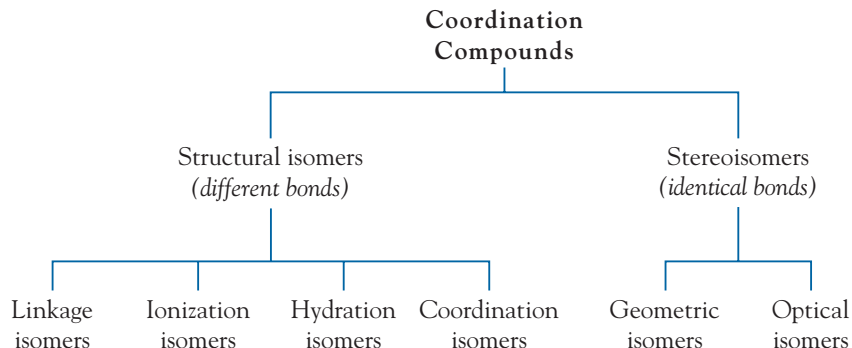 Coordination
Compounds
Structural isomers
(different bonds)
Stereoisomers
(identical bonds)
Linkage
isomers
Ionization
isomers
Hydration
isomers
Coordination
isomers
Geometric
isomers
Optical
isomers